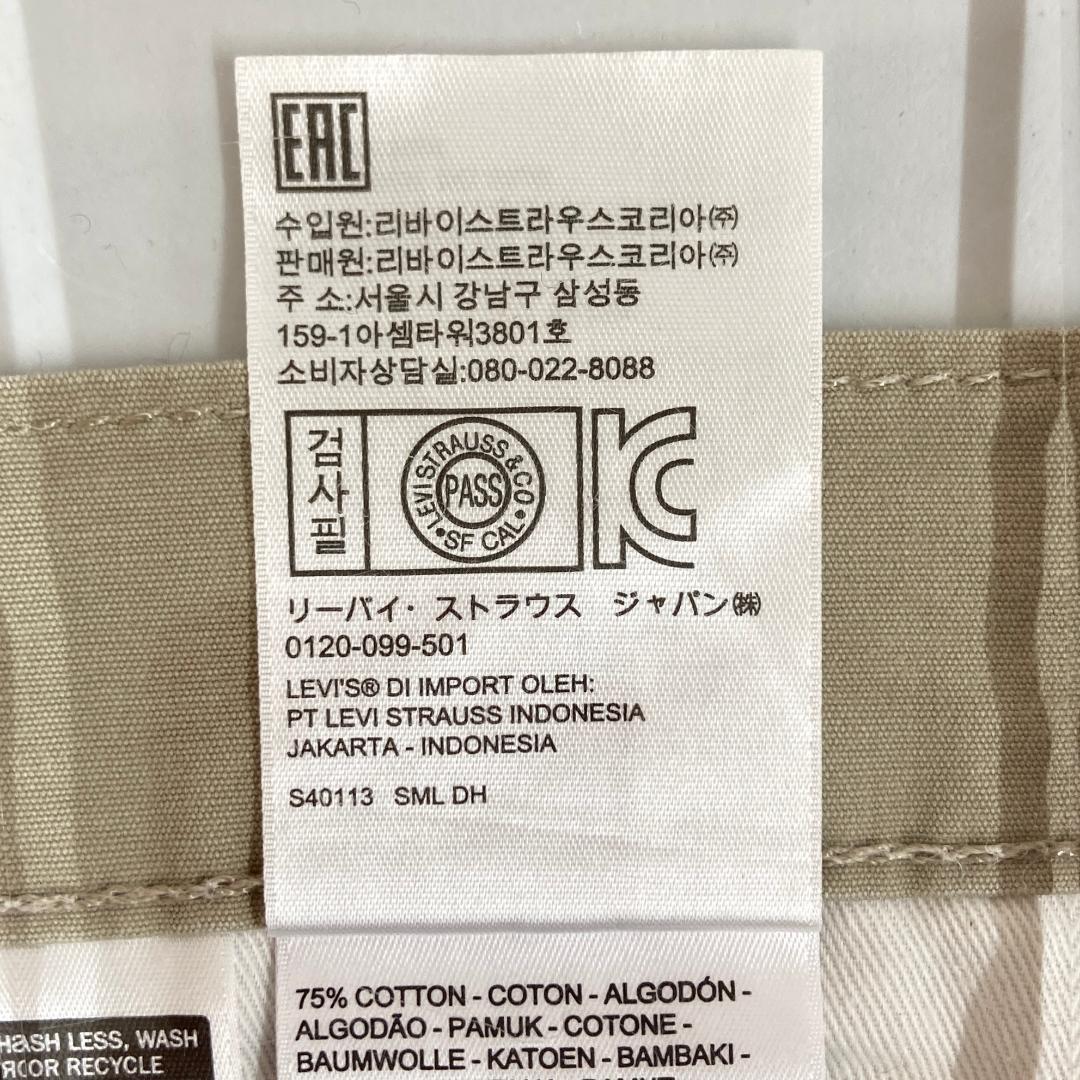 EAC
수입원:리바이스트라우스코리아㈜
판매원:리바이스트라우스코리아㈜
주 소:서울시 강남구 삼성동
159-1아셈타워3801호
소비자상담실:080-022-8088
검사필
LEVI STRAUSS & CO
PASS
SF CAL
リーバイ・ストラウス ジャパン㈱
0120-099-501
LEVI'S® DI IMPORT OLEH:
PT LEVI STRAUSS INDONESIA
JAKARTA - INDONESIA
S40113 SML DH
75% COTTON - COTON - ALGODÓN -
ALGODÃO - PAMUK - COTONE -
BAUMWOLLE - KATOEN - BAMBAKI -
LESS, WASH
RECYCLE